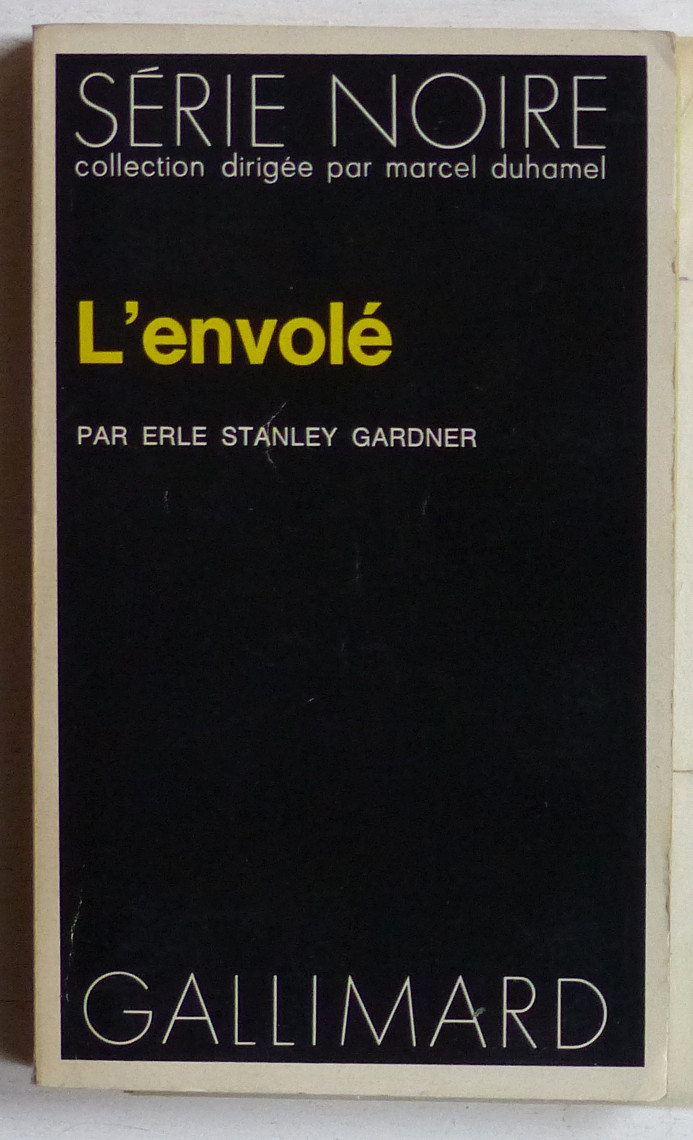 SÉRIE NOIRE
collection dirigée par marcel duhamel
L'envolé
PAR ERLE STANLEY GARDNER
GALLIMARD